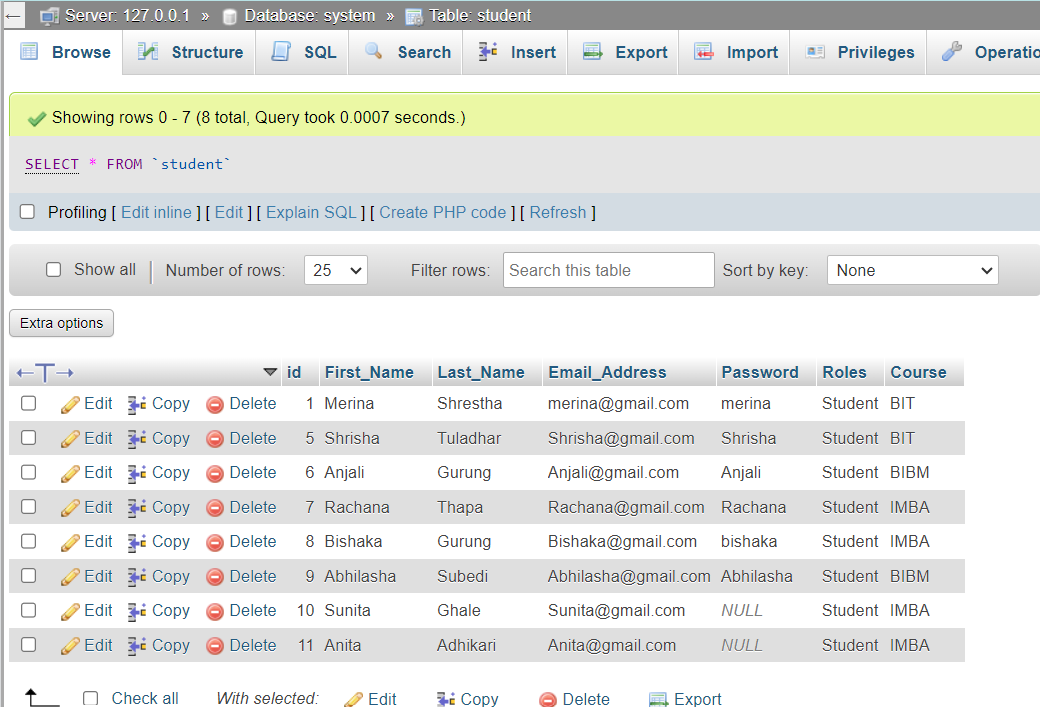 Server: 127.0.0.1 » Database: system » Table: student
Browse Structure SQL Search Insert Export Import Privileges Operatio
Showing rows 0 - 7 (8 total, Query took 0.0007 seconds.)
SELECT * FROM `student`
Profiling [ Edit inline ] [ Edit ] [ Explain SQL ] [ Create PHP code ] [ Refresh ]
Show all | Number of rows: 25 Filter rows: Search this table Sort by key: None
Extra options
←T→ id First_Name Last_Name Email_Address Password Roles Course
Edit Copy Delete 1 Merina Shrestha merina@gmail.com merina Student BIT
Edit Copy Delete 5 Shrisha Tuladhar Shrisha@gmail.com Shrisha Student BIT
Edit Copy Delete 6 Anjali Gurung Anjali@gmail.com Anjali Student BIBM
Edit Copy Delete 7 Rachana Thapa Rachana@gmail.com Rachana Student IMBA
Edit Copy Delete 8 Bishaka Gurung Bishaka@gmail.com bishaka Student IMBA
Edit Copy Delete 9 Abhilasha Subedi Abhilasha@gmail.com Abhilasha Student BIBM
Edit Copy Delete 10 Sunita Ghale Sunita@gmail.com NULL Student IMBA
Edit Copy Delete 11 Anita Adhikari Anita@gmail.com NULL Student IMBA
Check all With selected: Edit Copy Delete Export